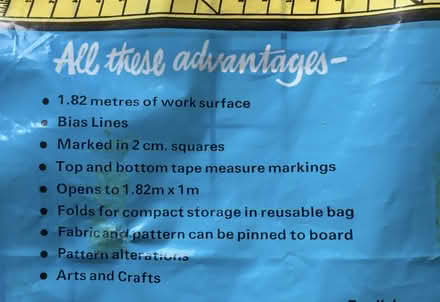 All these advantages-
• 1.82 metres of work surface
• Bias Lines
• Marked in 2 cm. squares
• Top and bottom tape measure markings
• Opens to 1.82m x 1m
• Folds for compact storage in reusable bag
• Fabric and pattern can be pinned to board
• Pattern alterations
• Arts and Crafts